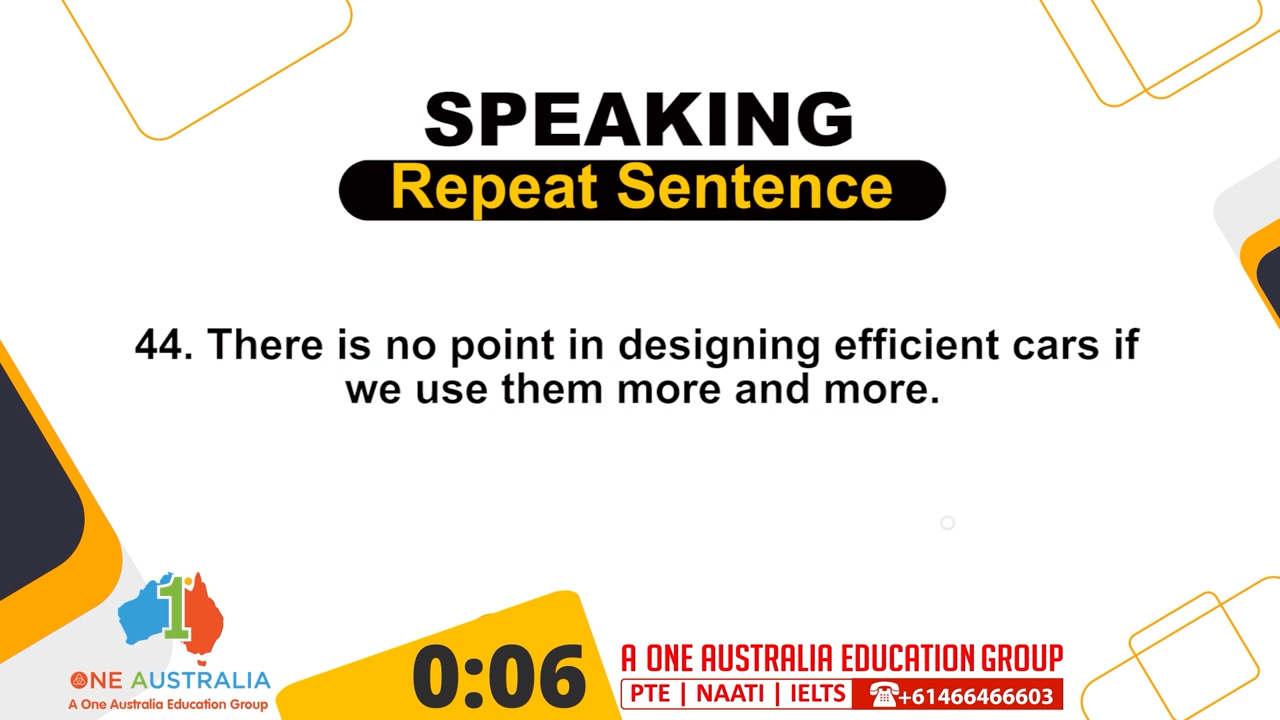 SPEAKING
Repeat Sentence
44. There is no point in designing efficient cars if
we use them more and more.
1
ONE AUSTRALIA
A One Australia Education Group
0:06
A ONE AUSTRALIA EDUCATION GROUP
PTE | NAATI | IELTS ☎+61466466603